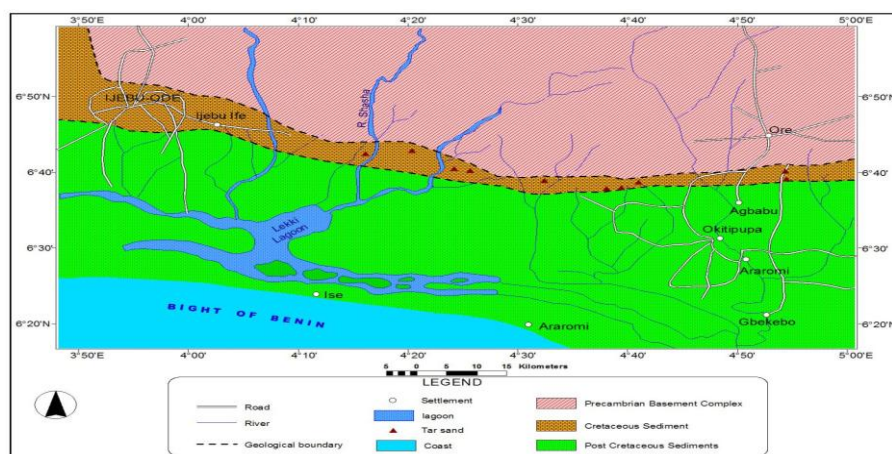 3°50'E 4°00' 4°10' 4°20' 4°30' 4°40' 4°50' 5°00'
6°50'N
6°50'N
IJEBU-ODE
Ijebu Ife
R. Shasha
Ore
6°40'
6°40'
Agbabu
Lekki
Lagoon
Okitipupa
6°30'
6°30'
Araromi
Ise
BIGHT OF BENIN
Gbekebo
Araromi
6°20'
6°20'
3°50'E 4°00' 4°10' 4°20' 4°30' 4°40' 4°50' 5°00'
5 0 5 10 15 Kilometers
LEGEND
Road
River
Geological boundary
Settlement
lagoon
Tar sand
Coast
Precambrian Basement Complex
Cretaceous Sediment
Post Cretaceous Sediments